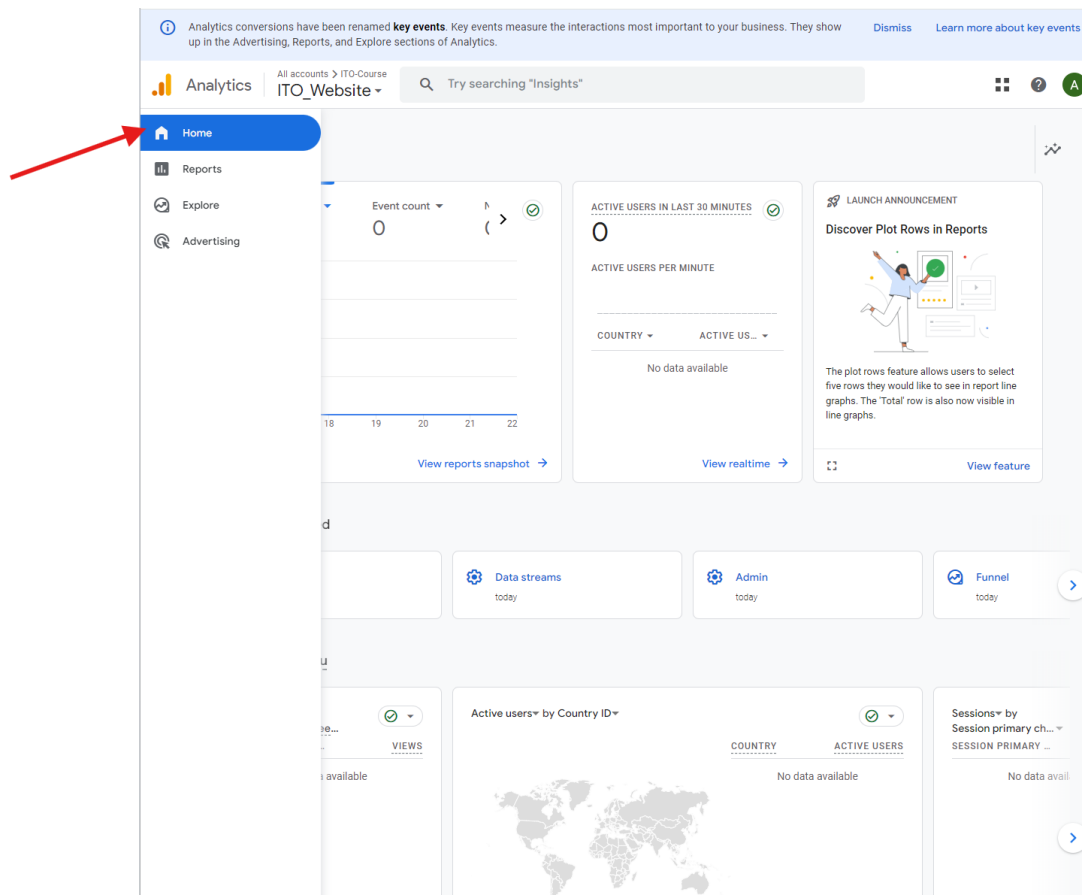 Analytics conversions have been renamed key events. Key events measure the interactions most important to your business. They show
up in the Advertising, Reports, and Explore sections of Analytics.
Dismiss
Learn more about key events
Analytics
All accounts > ITO-Course
ITO_Website
Try searching "Insights"
A
Home
Reports
Explore
Advertising
Event count
0
18 19 20 21 22
View reports snapshot
ACTIVE USERS IN LAST 30 MINUTES
0
ACTIVE USERS PER MINUTE
COUNTRY ACTIVE US...
No data available
View realtime
LAUNCH ANNOUNCEMENT
Discover Plot Rows in Reports
The plot rows feature allows users to select
five rows they would like to see in report line
graphs. The 'Total' row is also now visible in
line graphs.
View feature
d
Data streams
today
Admin
today
Funnel
today
u
ee...
VIEWS
available
Active users by Country ID
COUNTRY ACTIVE USERS
No data available
Sessions by
Session primary ch...
SESSION PRIMARY ...
No data avail